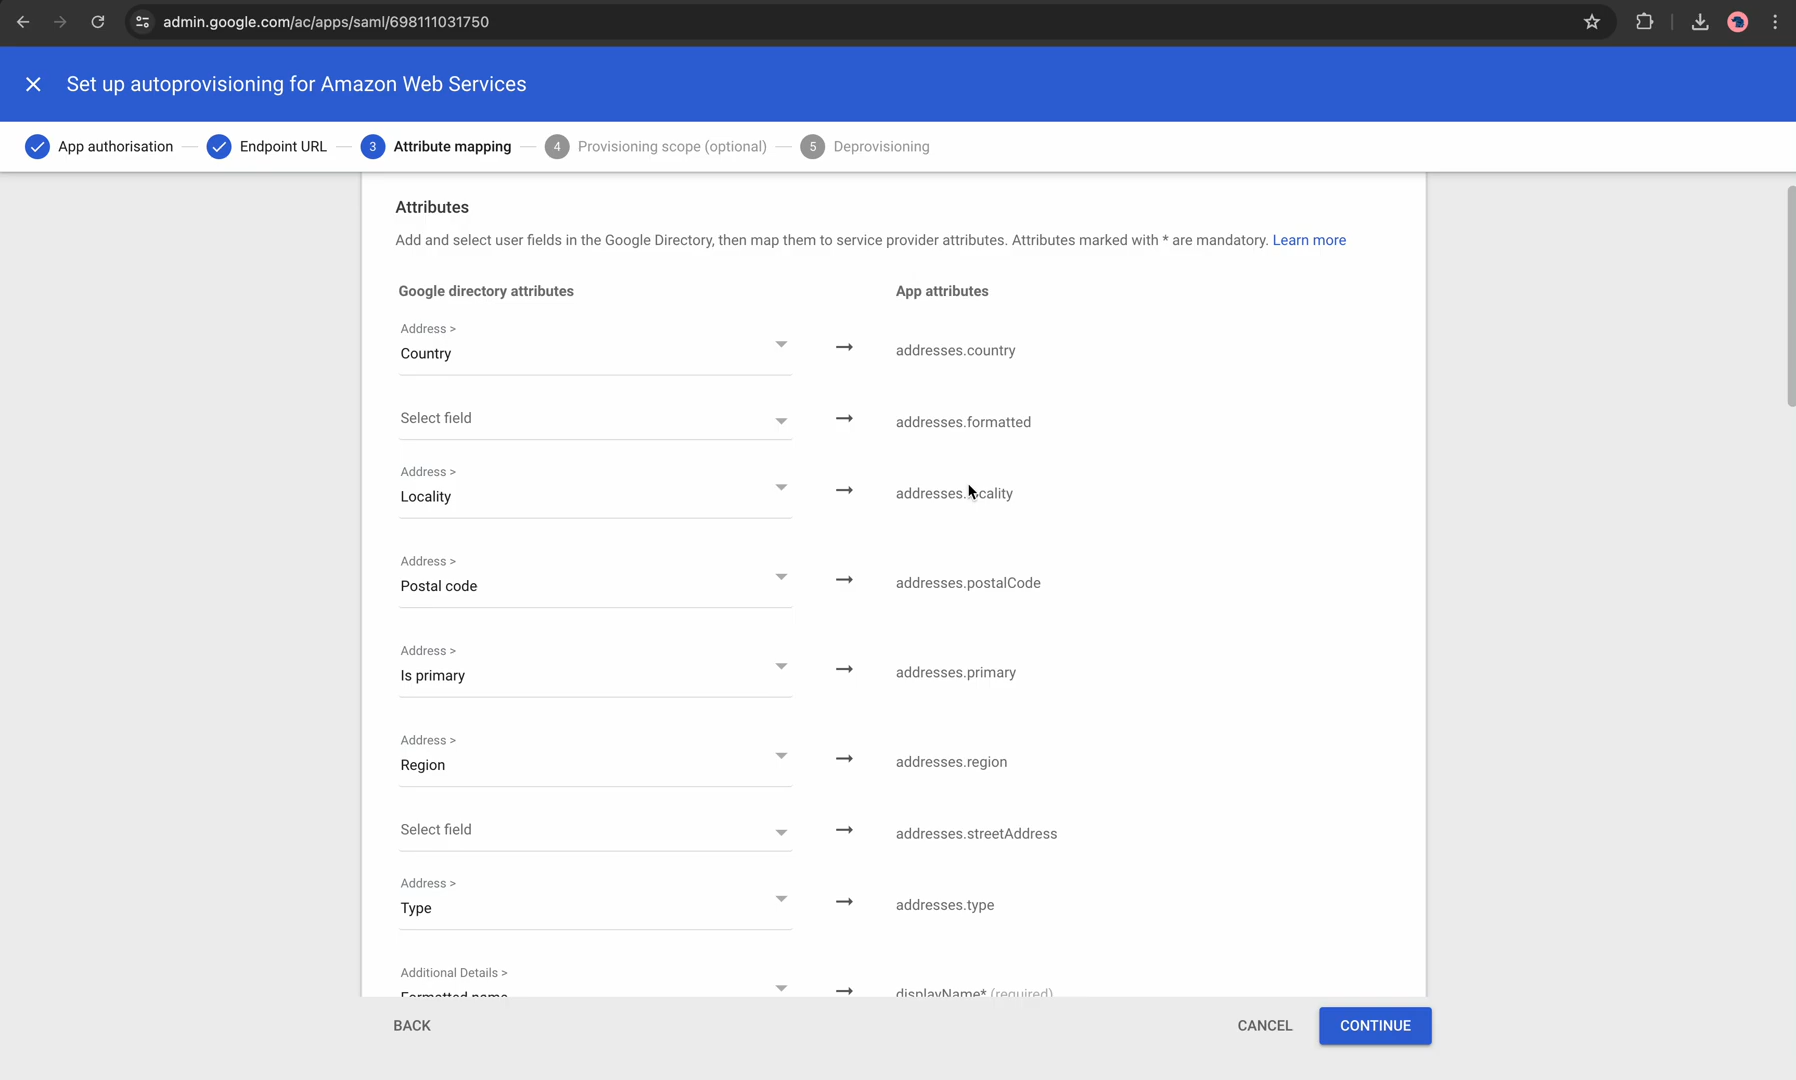 admin.google.com/ac/apps/saml/698111031750
Set up autoprovisioning for Amazon Web Services
App authorisation
Endpoint URL
3 Attribute mapping
4 Provisioning scope (optional)
5 Deprovisioning
Attributes
Add and select user fields in the Google Directory, then map them to service provider attributes. Attributes marked with * are mandatory. Learn more
Google directory attributes
App attributes
Address >
Country
addresses.country
Select field
addresses.formatted
Address >
Locality
addresses.locality
Address >
Postal code
addresses.postalCode
Address >
Is primary
addresses.primary
Address >
Region
addresses.region
Select field
addresses.streetAddress
Address >
Type
addresses.type
Additional Details >
Formatted name
displayName* (required)
BACK
CANCEL
CONTINUE